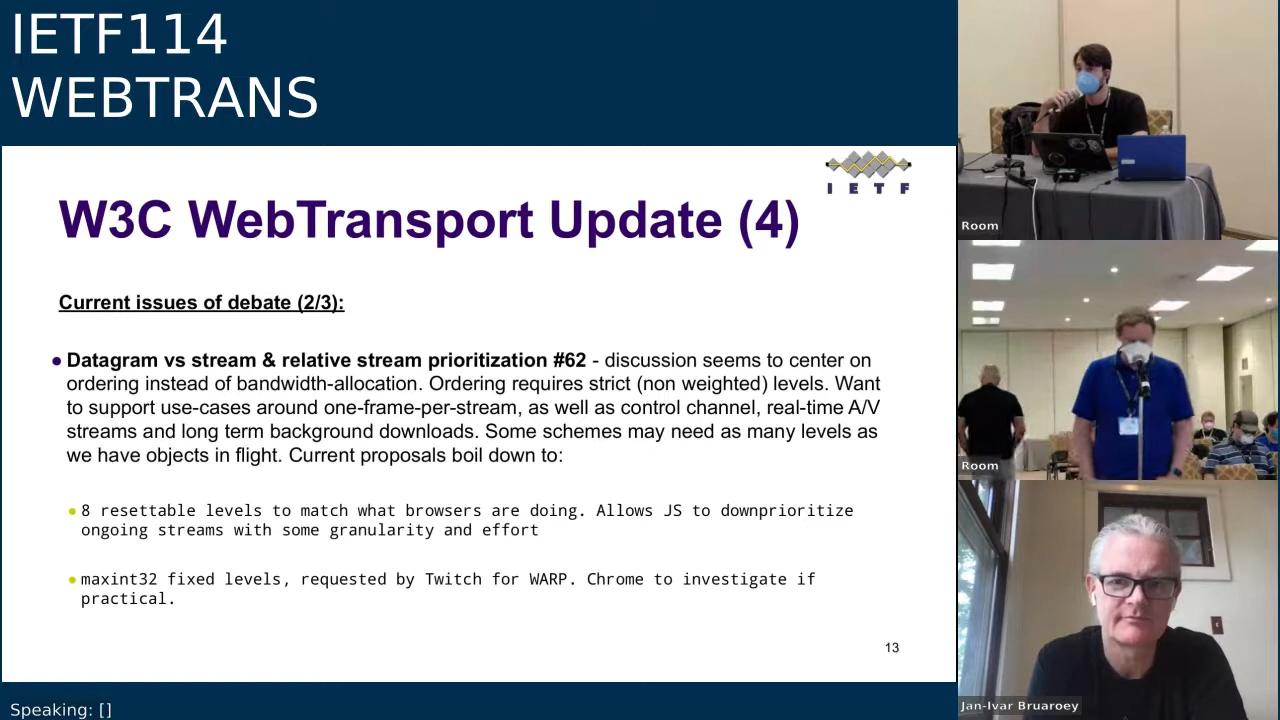 IETF114
WEBTRANS
I E T F
W3C WebTransport Update (4)
Current issues of debate (2/3):
● Datagram vs stream & relative stream prioritization #62 - discussion seems to center on
ordering instead of bandwidth-allocation. Ordering requires strict (non weighted) levels. Want
to support use-cases around one-frame-per-stream, as well as control channel, real-time A/V
streams and long term background downloads. Some schemes may need as many levels as
we have objects in flight. Current proposals boil down to:
● 8 resettable levels to match what browsers are doing. Allows JS to downprioritize
ongoing streams with some granularity and effort
● maxint32 fixed levels, requested by Twitch for WARP. Chrome to investigate if
practical.
13
Speaking: []
Room
Room
Jan-Ivar Bruaroey